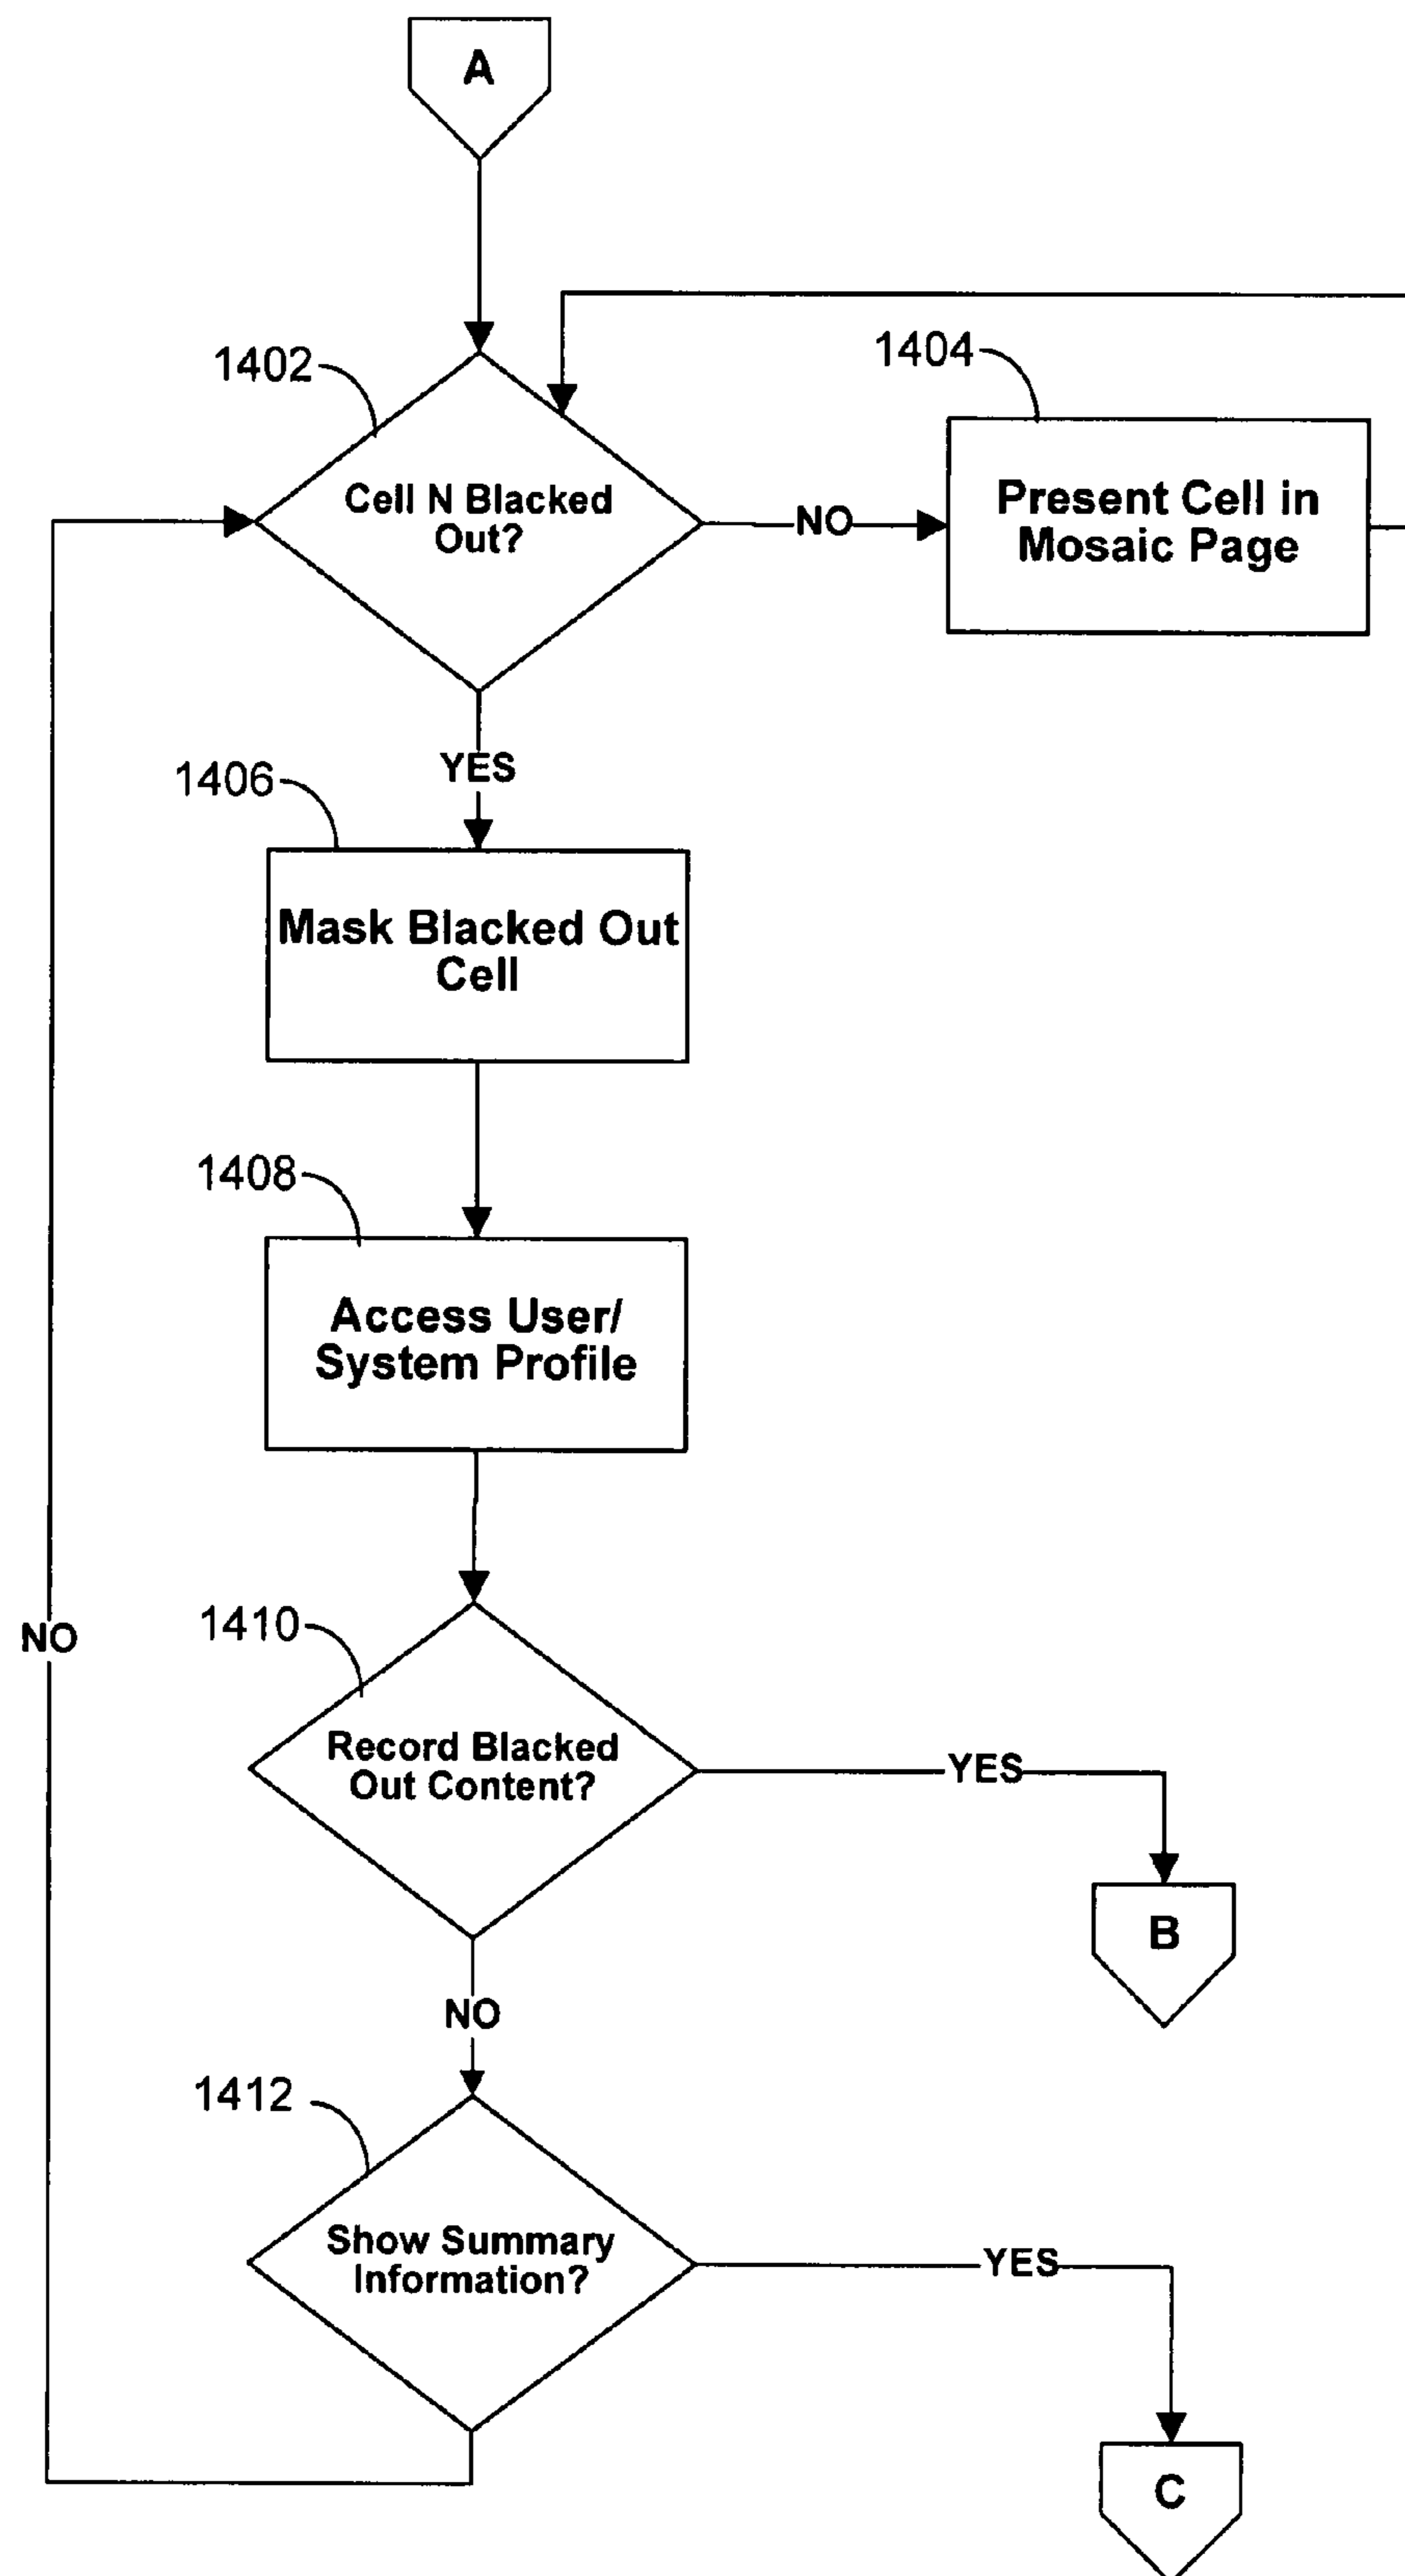 A
1402
1404
Cell N Blacked
Out?
NO
Present Cell in
Mosaic Page
YES
1406
Mask Blacked Out
Cell
1408
Access User/
System Profile
NO
1410
Record Blacked
Out Content?
YES
B
NO
1412
Show Summary
Information?
YES
C